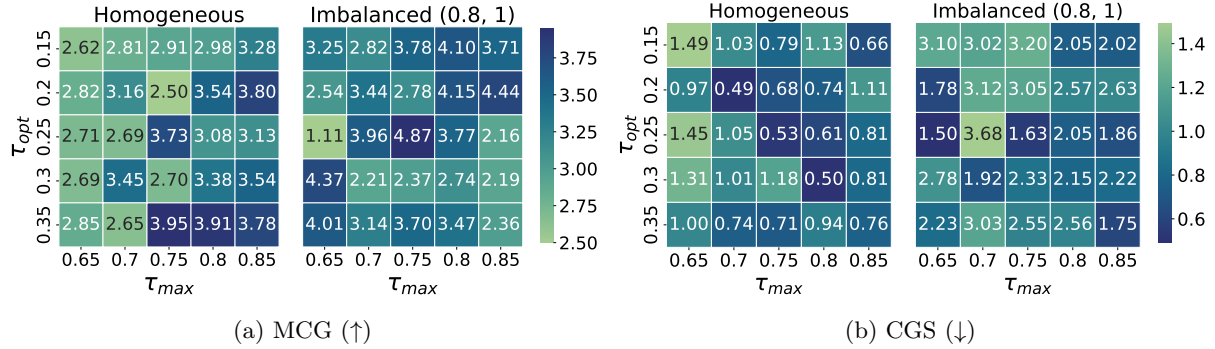 Homogeneous
Imbalanced (0.8, 1)
τopt
0.15 0.2 0.25 0.3 0.35
2.62 2.81 2.91 2.98 3.28
2.82 3.16 2.50 3.54 3.80
2.71 2.69 3.73 3.08 3.13
2.69 3.45 2.70 3.38 3.54
2.85 2.65 3.95 3.91 3.78
0.65 0.7 0.75 0.8 0.85
τmax
3.25 2.82 3.78 4.10 3.71
2.54 3.44 2.78 4.15 4.44
1.11 3.96 4.87 3.77 2.16
4.37 2.21 2.37 2.74 2.19
4.01 3.14 3.70 3.47 2.36
0.65 0.7 0.75 0.8 0.85
τmax
3.75
3.50
3.25
3.00
2.75
2.50
(a) MCG (↑)
Homogeneous
Imbalanced (0.8, 1)
τopt
0.15 0.2 0.25 0.3 0.35
1.49 1.03 0.79 1.13 0.66
0.97 0.49 0.68 0.74 1.11
1.45 1.05 0.53 0.61 0.81
1.31 1.01 1.18 0.50 0.81
1.00 0.74 0.71 0.94 0.76
0.65 0.7 0.75 0.8 0.85
τmax
3.10 3.02 3.20 2.05 2.02
1.78 3.12 3.05 2.57 2.63
1.50 3.68 1.63 2.05 1.86
2.78 1.92 2.33 2.15 2.22
2.23 3.03 2.55 2.56 1.75
0.65 0.7 0.75 0.8 0.85
τmax
1.4
1.2
1.0
0.8
0.6
(b) CGS (↓)